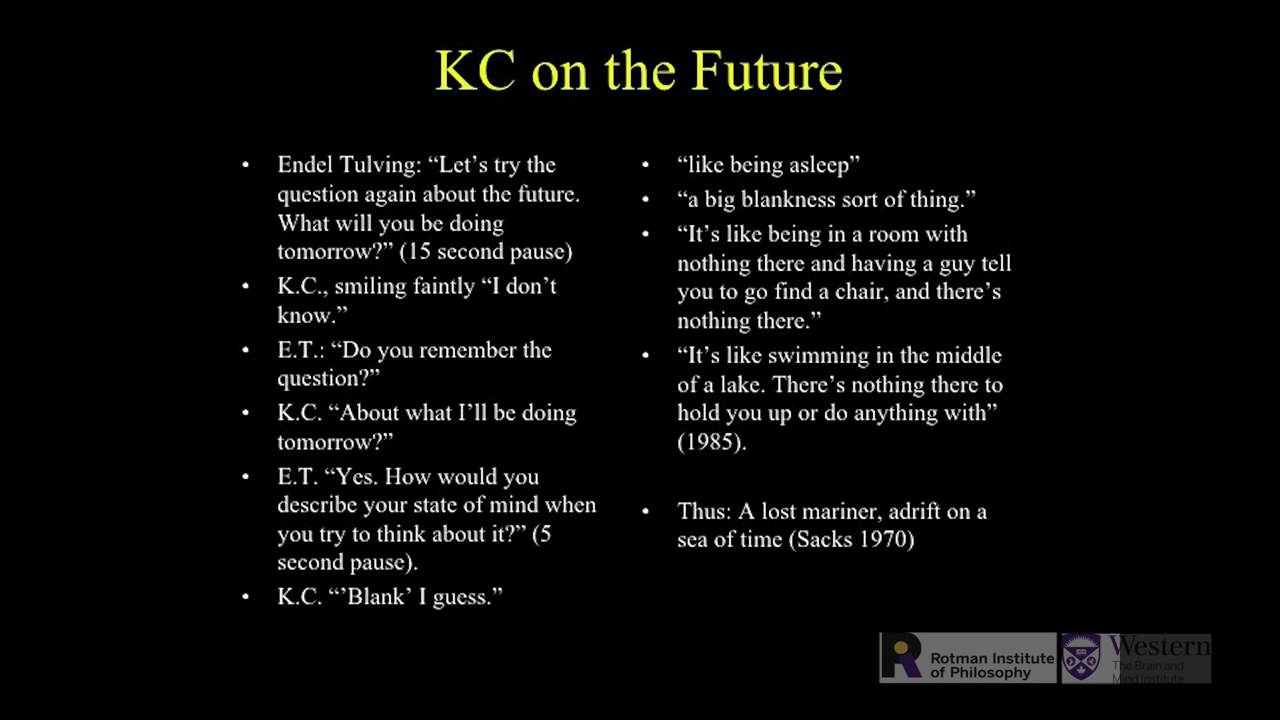 KC on the Future
• Endel Tulving: “Let’s try the
question again about the future.
What will you be doing
tomorrow?” (15 second pause)
• K.C., smiling faintly “I don’t
know.”
• E.T.: “Do you remember the
question?”
• K.C. “About what I’ll be doing
tomorrow?”
• E.T. “Yes. How would you
describe your state of mind when
you try to think about it?” (5
second pause).
• K.C. “’Blank’ I guess.”
• “like being asleep”
• “a big blankness sort of thing.”
• “It’s like being in a room with
nothing there and having a guy tell
you to go find a chair, and there’s
nothing there.”
• “It’s like swimming in the middle
of a lake. There’s nothing there to
hold you up or do anything with”
(1985).
• Thus: A lost mariner, adrift on a
sea of time (Sacks 1970)
Rotman Institute
of Philosophy
Western
The Brain and
Mind Institute